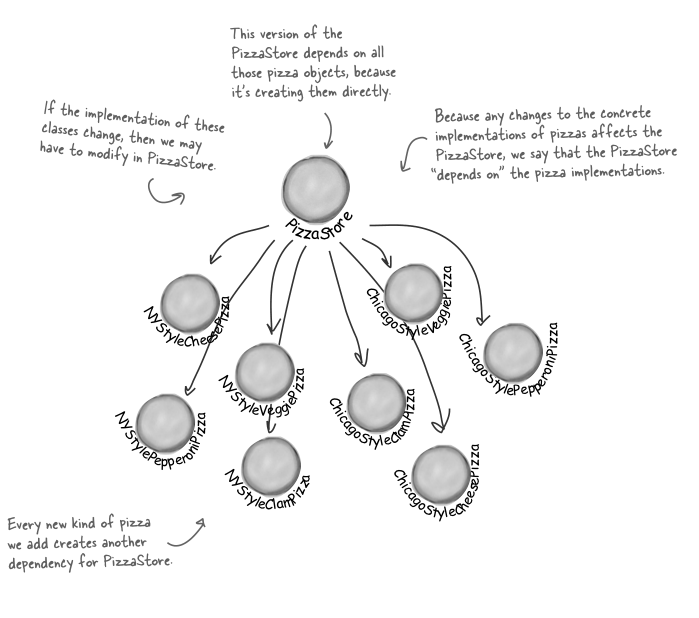 This version of the
PizzaStore depends on all
those pizza objects, because
it's creating them directly.
If the implementation of these
classes change, then we may
have to modify in PizzaStore.
Because any changes to the concrete
implementations of pizzas affects the
PizzaStore, we say that the PizzaStore
"depends on" the pizza implementations.
PizzaStore
NYStyleCheesePizza
ChicagoStyleVeggiePizza
NYStyleVeggiePizza
ChicagoStylePepperoniPizza
NYStylePepperoniPizza
ChicagoStyleClamPizza
NYStyleClamPizza
ChicagoStyleCheesePizza
Every new kind of pizza
we add creates another
dependency for PizzaStore.